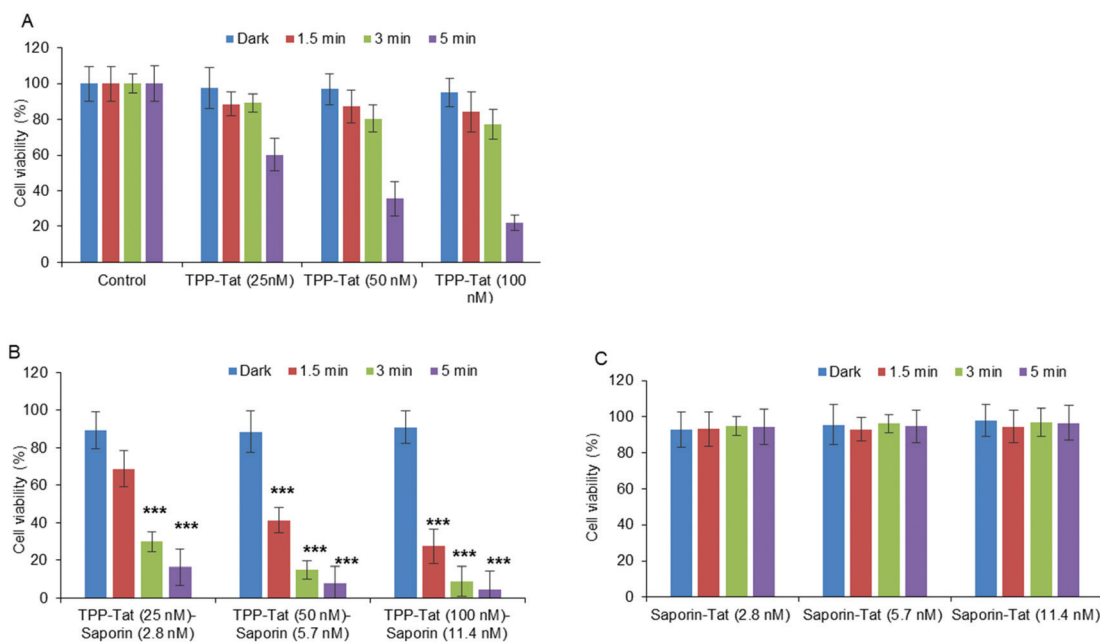 A
Dark 1.5 min 3 min 5 min
120
100
80
60
40
20
0
Cell viability (%)
Control TPP-Tat (25nM) TPP-Tat (50 nM) TPP-Tat (100
nM)
B
Dark 1.5 min 3 min 5 min
120
100
80
60
40
20
0
Cell viability (%)
*** ***
*** *** ***
*** *** ***
TPP-Tat (25 nM)- TPP-Tat (50 nM)- TPP-Tat (100 nM)-
Saporin (2.8 nM) Saporin (5.7 nM) Saporin (11.4 nM)
C
Dark 1.5 min 3 min 5 min
120
100
80
60
40
20
0
Cell viability (%)
Saporin-Tat (2.8 nM) Saporin-Tat (5.7 nM) Saporin-Tat (11.4 nM)